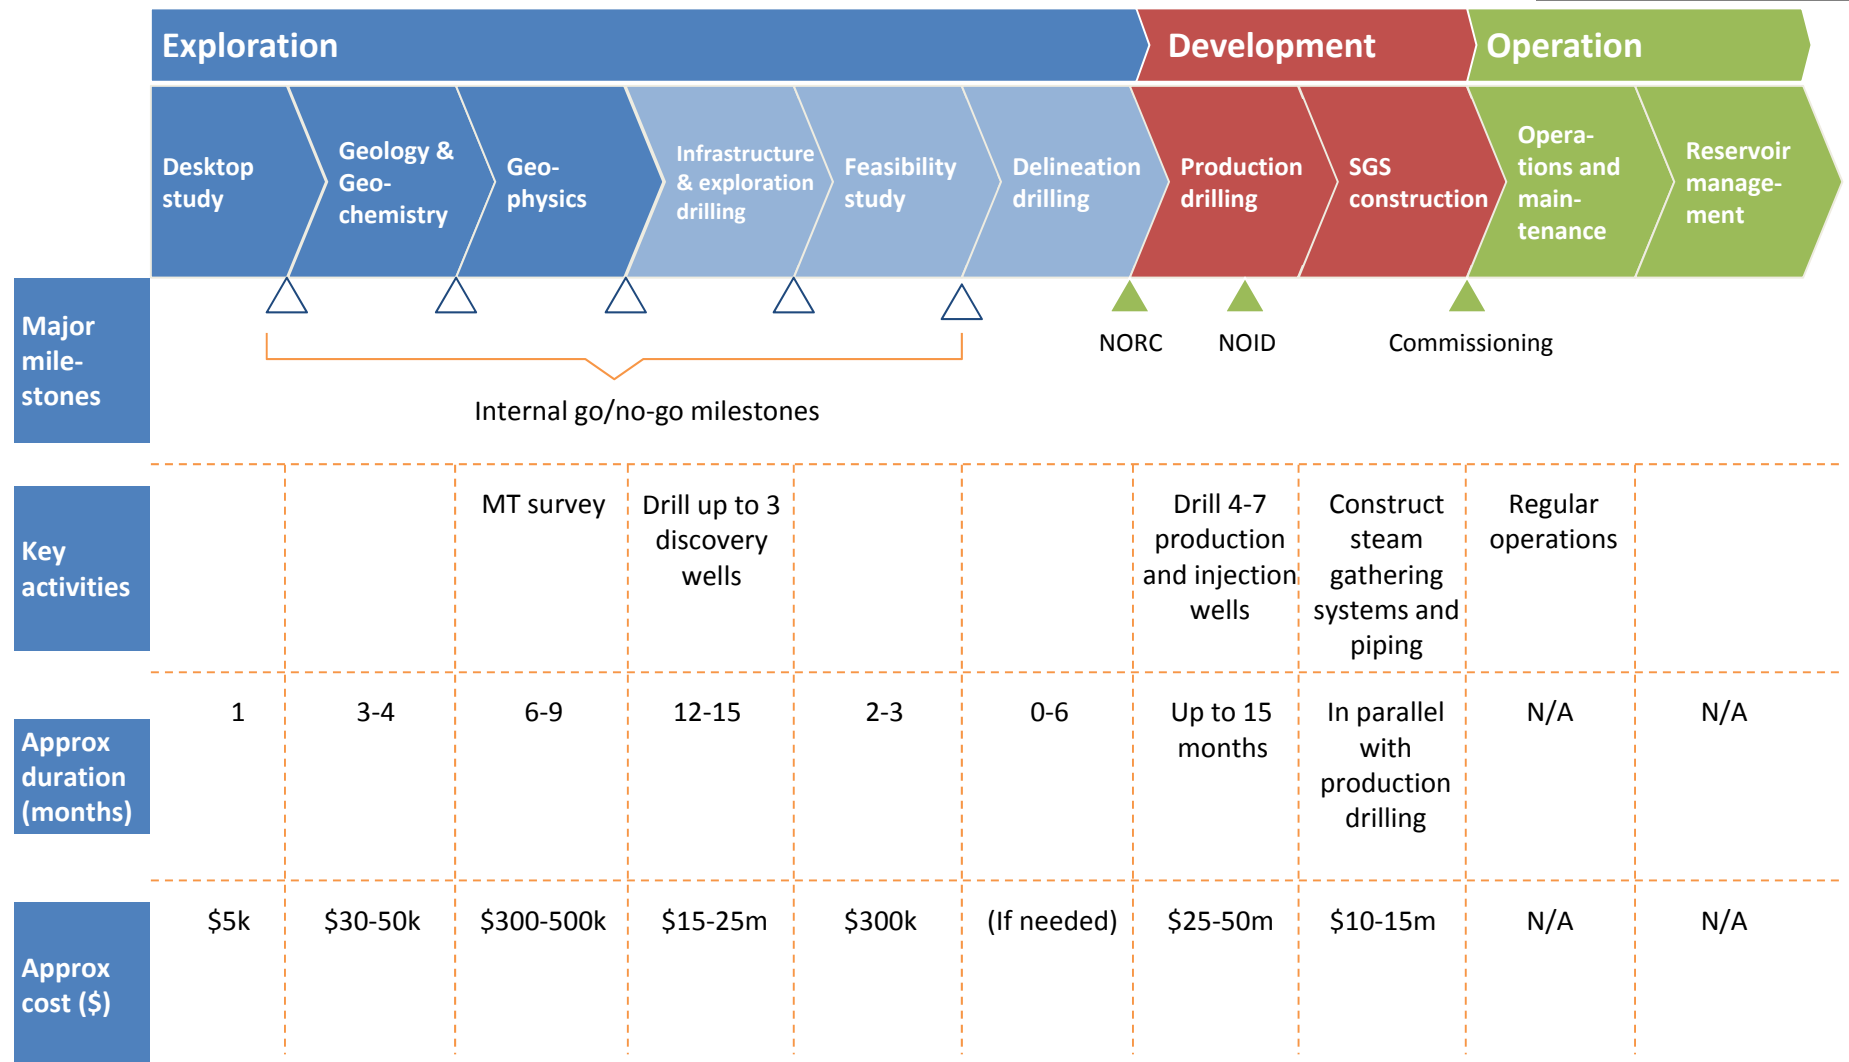 Exploration
Development
Operation
Desktop
study
Geology &
Geo-
chemistry
Geo-
physics
Infrastructure
& exploration
drilling
Feasibility
study
Delineation
drilling
Production
drilling
SGS
construction
Opera-
tions and
main-
tenance
Reservoir
manage-
ment
Major
mile-
stones
NORC
NOID
Commissioning
Internal go/no-go milestones
Key
activities
MT survey
Drill up to 3
discovery
wells
Drill 4-7
production
and injection
wells
Construct
steam
gathering
systems and
piping
Regular
operations
Approx
duration
(months)
1
3-4
6-9
12-15
2-3
0-6
Up to 15
months
In parallel
with
production
drilling
N/A
N/A
Approx
cost ($)
$5k
$30-50k
$300-500k
$15-25m
$300k
(If needed)
$25-50m
$10-15m
N/A
N/A